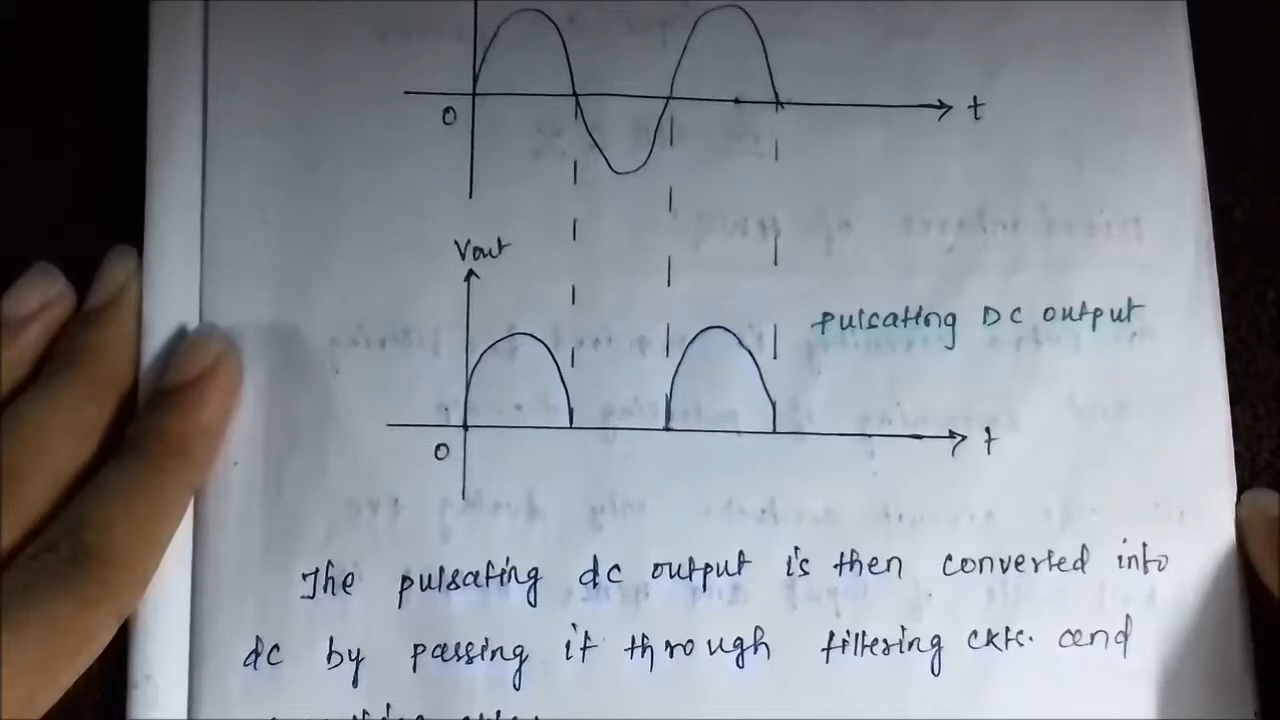 0
t
Vout
pulsating DC output
0
t
The pulsating dc output is then converted into
dc by passing it through filtering ckts. and